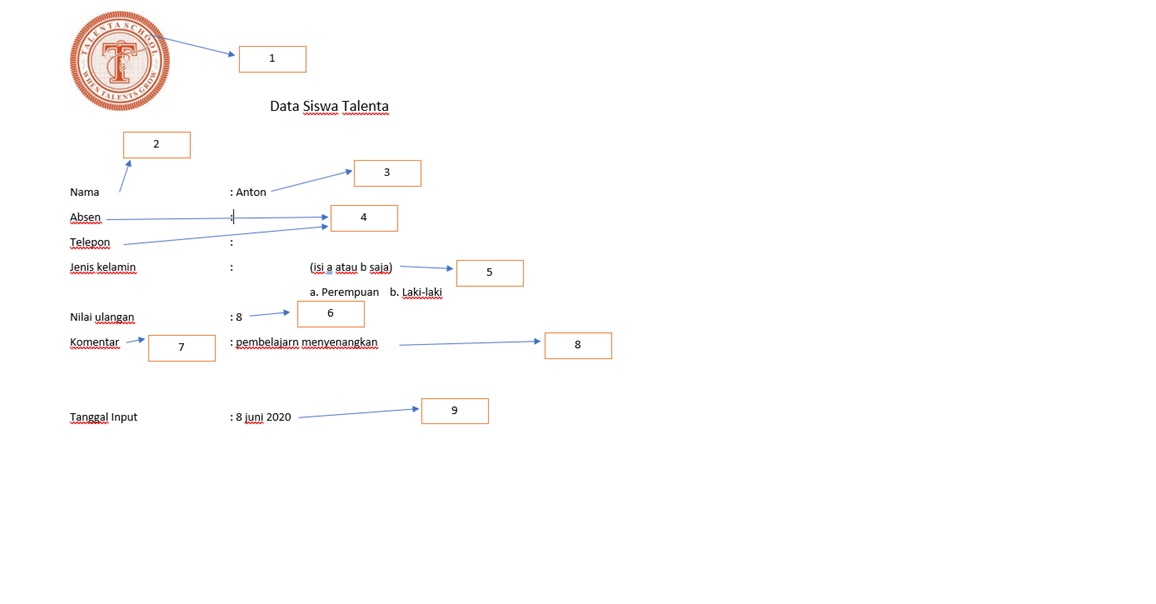 TALENTA SCHOOL
T
WHEN TALENTS GROW
1
Data Siswa Talenta
2
3
Nama : Anton
Absen : 4
Telepon :
Jenis kelamin : (isi a atau b saja) 5
a. Perempuan b. Laki-laki
Nilai ulangan : 8 6
Komentar 7 : pembelajarn menyenangkan 8
Tanggal Input : 8 juni 2020 9